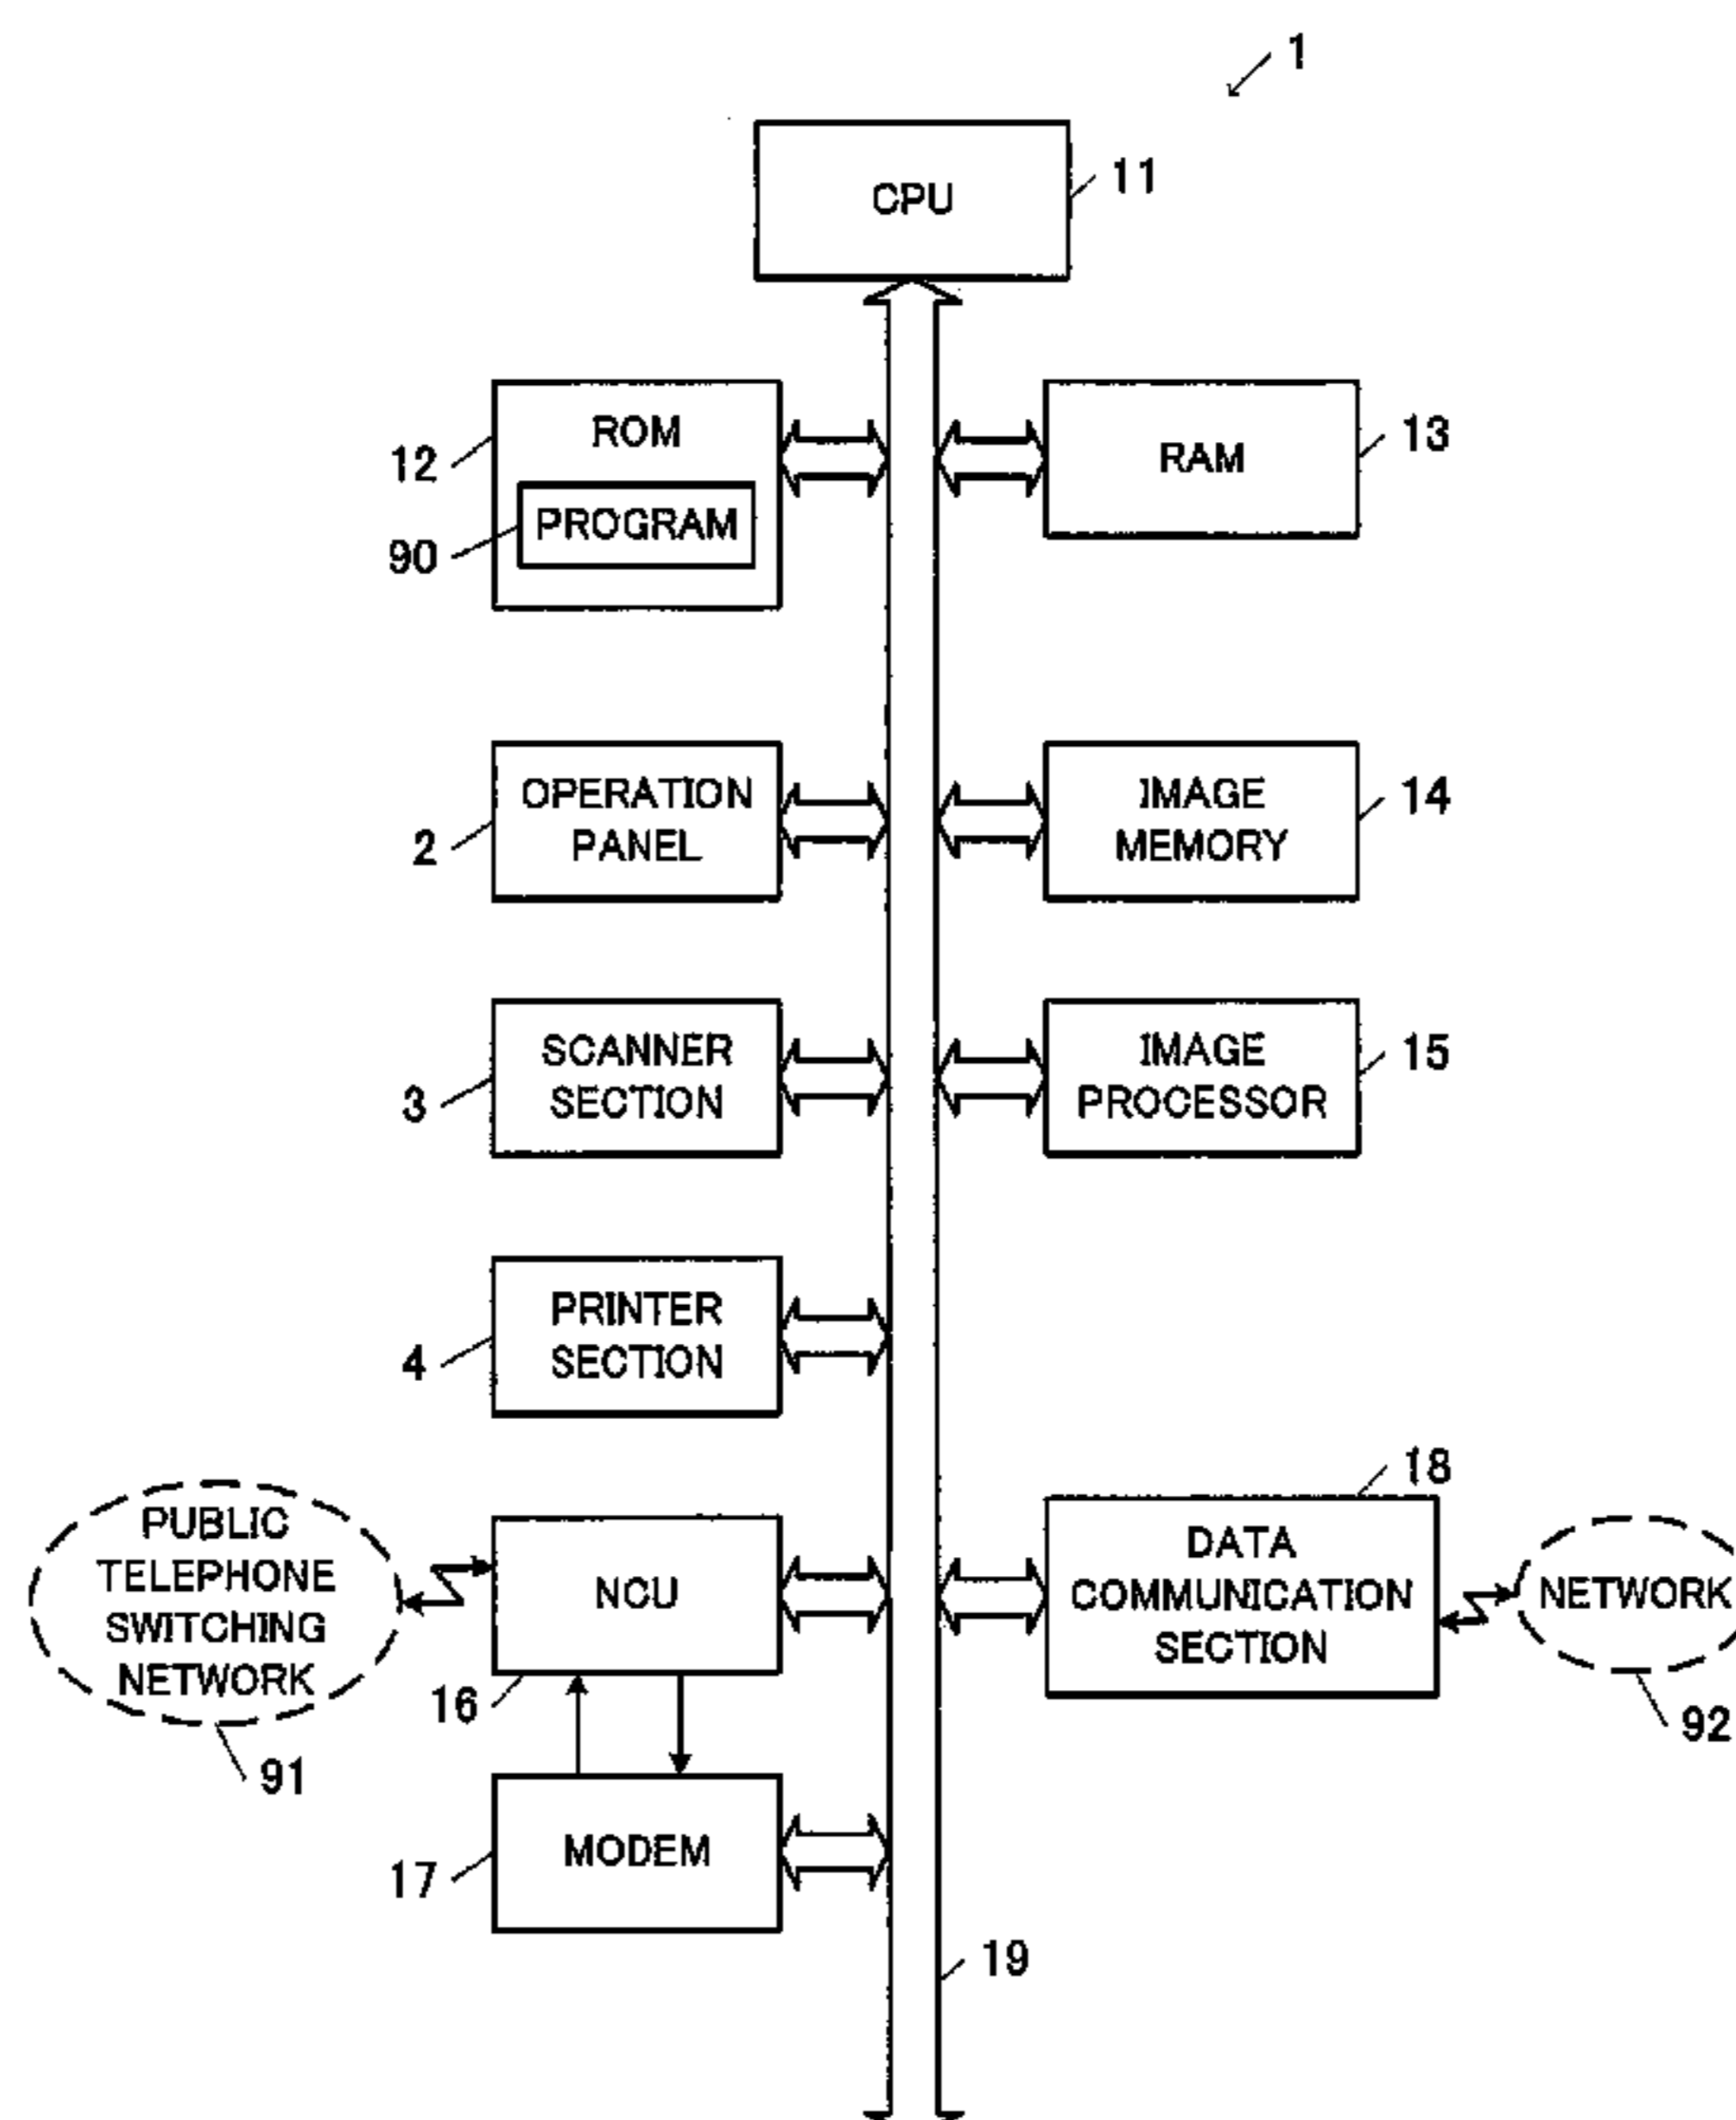 1
CPU
11
ROM
12
PROGRAM
90
RAM
13
OPERATION
PANEL
2
IMAGE
MEMORY
14
SCANNER
SECTION
3
IMAGE
PROCESSOR
15
PRINTER
SECTION
4
PUBLIC
TELEPHONE
SWITCHING
NETWORK
91
NCU
16
DATA
COMMUNICATION
SECTION
18
NETWORK
92
MODEM
17
19